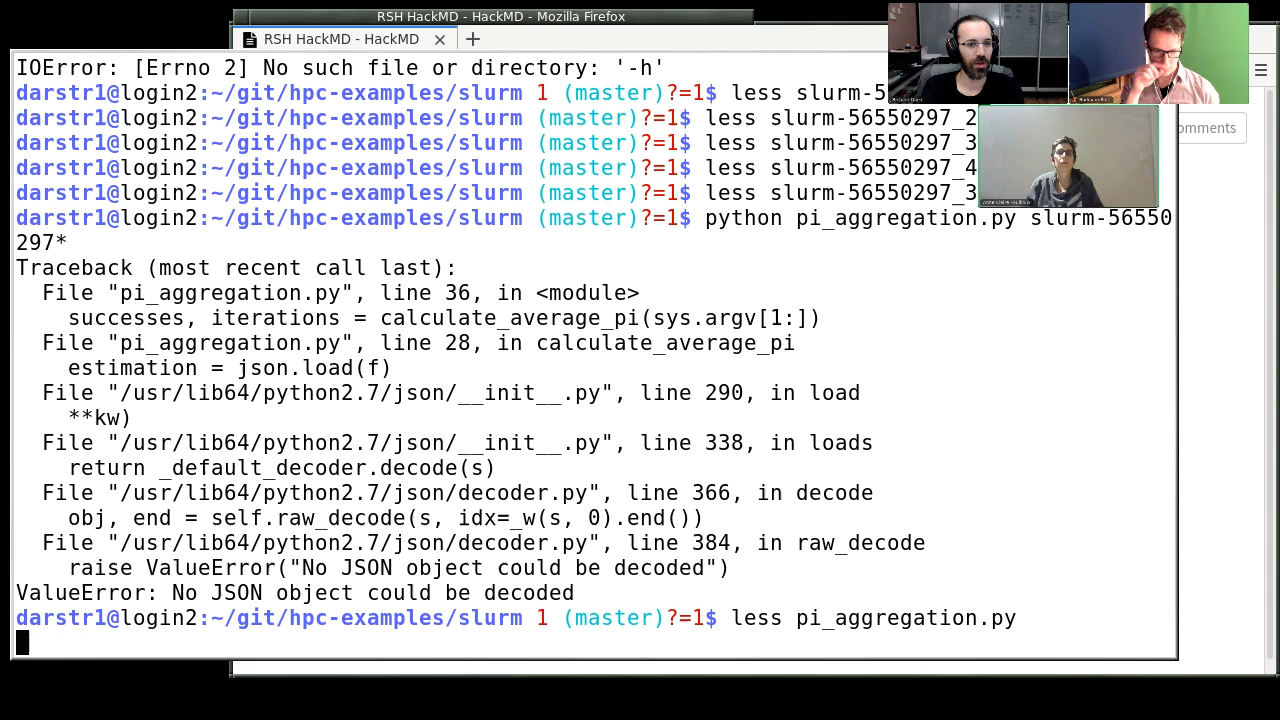 RSH HackMD - HackMD - Mozilla Firefox
RSH HackMD - HackMD
IOError: [Errno 2] No such file or directory: '-h'
darstr1@login2:~/git/hpc-examples/slurm 1 (master)?=1$ less slurm-5
darstr1@login2:~/git/hpc-examples/slurm (master)?=1$ less slurm-56550297_2
darstr1@login2:~/git/hpc-examples/slurm (master)?=1$ less slurm-56550297_3
omments
darstr1@login2:~/git/hpc-examples/slurm (master)?=1$ less slurm-56550297_4
darstr1@login2:~/git/hpc-examples/slurm (master)?=1$ less slurm-56550297_3
darstr1@login2:~/git/hpc-examples/slurm (master)?=1$ python pi_aggregation.py slurm-56550
297*
Traceback (most recent call last):
  File "pi_aggregation.py", line 36, in <module>
    successes, iterations = calculate_average_pi(sys.argv[1:])
  File "pi_aggregation.py", line 28, in calculate_average_pi
    estimation = json.load(f)
  File "/usr/lib64/python2.7/json/__init__.py", line 290, in load
    **kw)
  File "/usr/lib64/python2.7/json/__init__.py", line 338, in loads
    return _default_decoder.decode(s)
  File "/usr/lib64/python2.7/json/decoder.py", line 366, in decode
    obj, end = self.raw_decode(s, idx=_w(s, 0).end())
  File "/usr/lib64/python2.7/json/decoder.py", line 384, in raw_decode
    raise ValueError("No JSON object could be decoded")
ValueError: No JSON object could be decoded
darstr1@login2:~/git/hpc-examples/slurm 1 (master)?=1$ less pi_aggregation.py